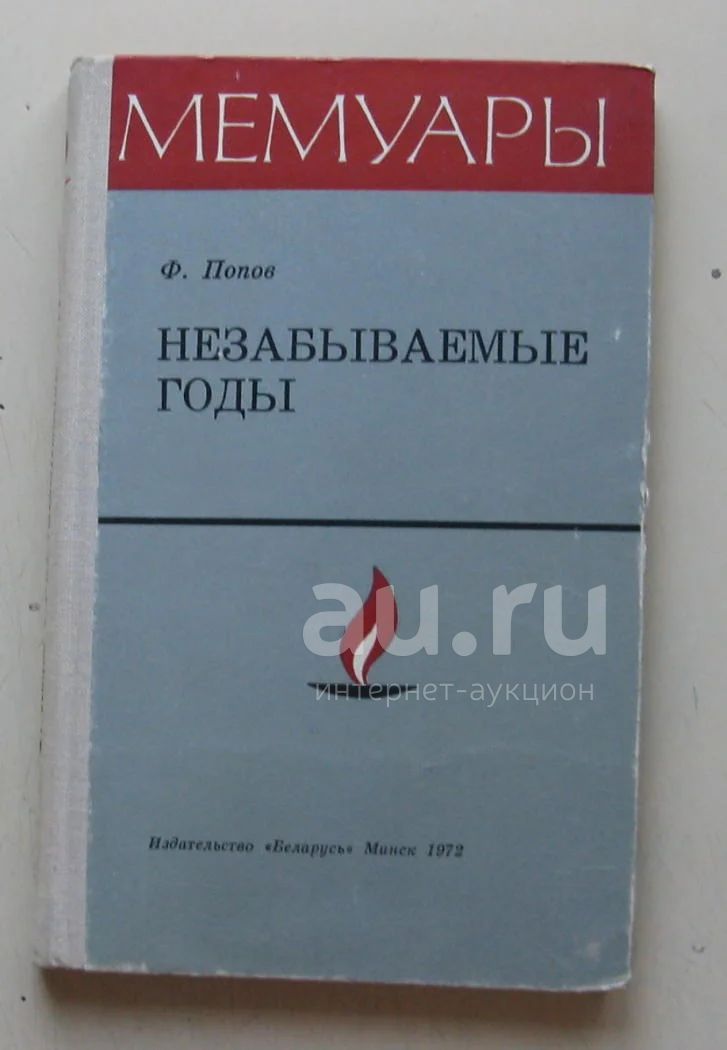 МЕМУАРЫ
Ф. Попов
НЕЗАБЫВАЕМЫЕ
ГОДЫ
au.ru
интернет-аукцион
Издательство «Беларусь» Минск 1972